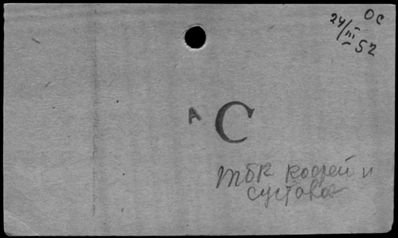 ОС
24/III-52
А С
ТБК костей и
суставов